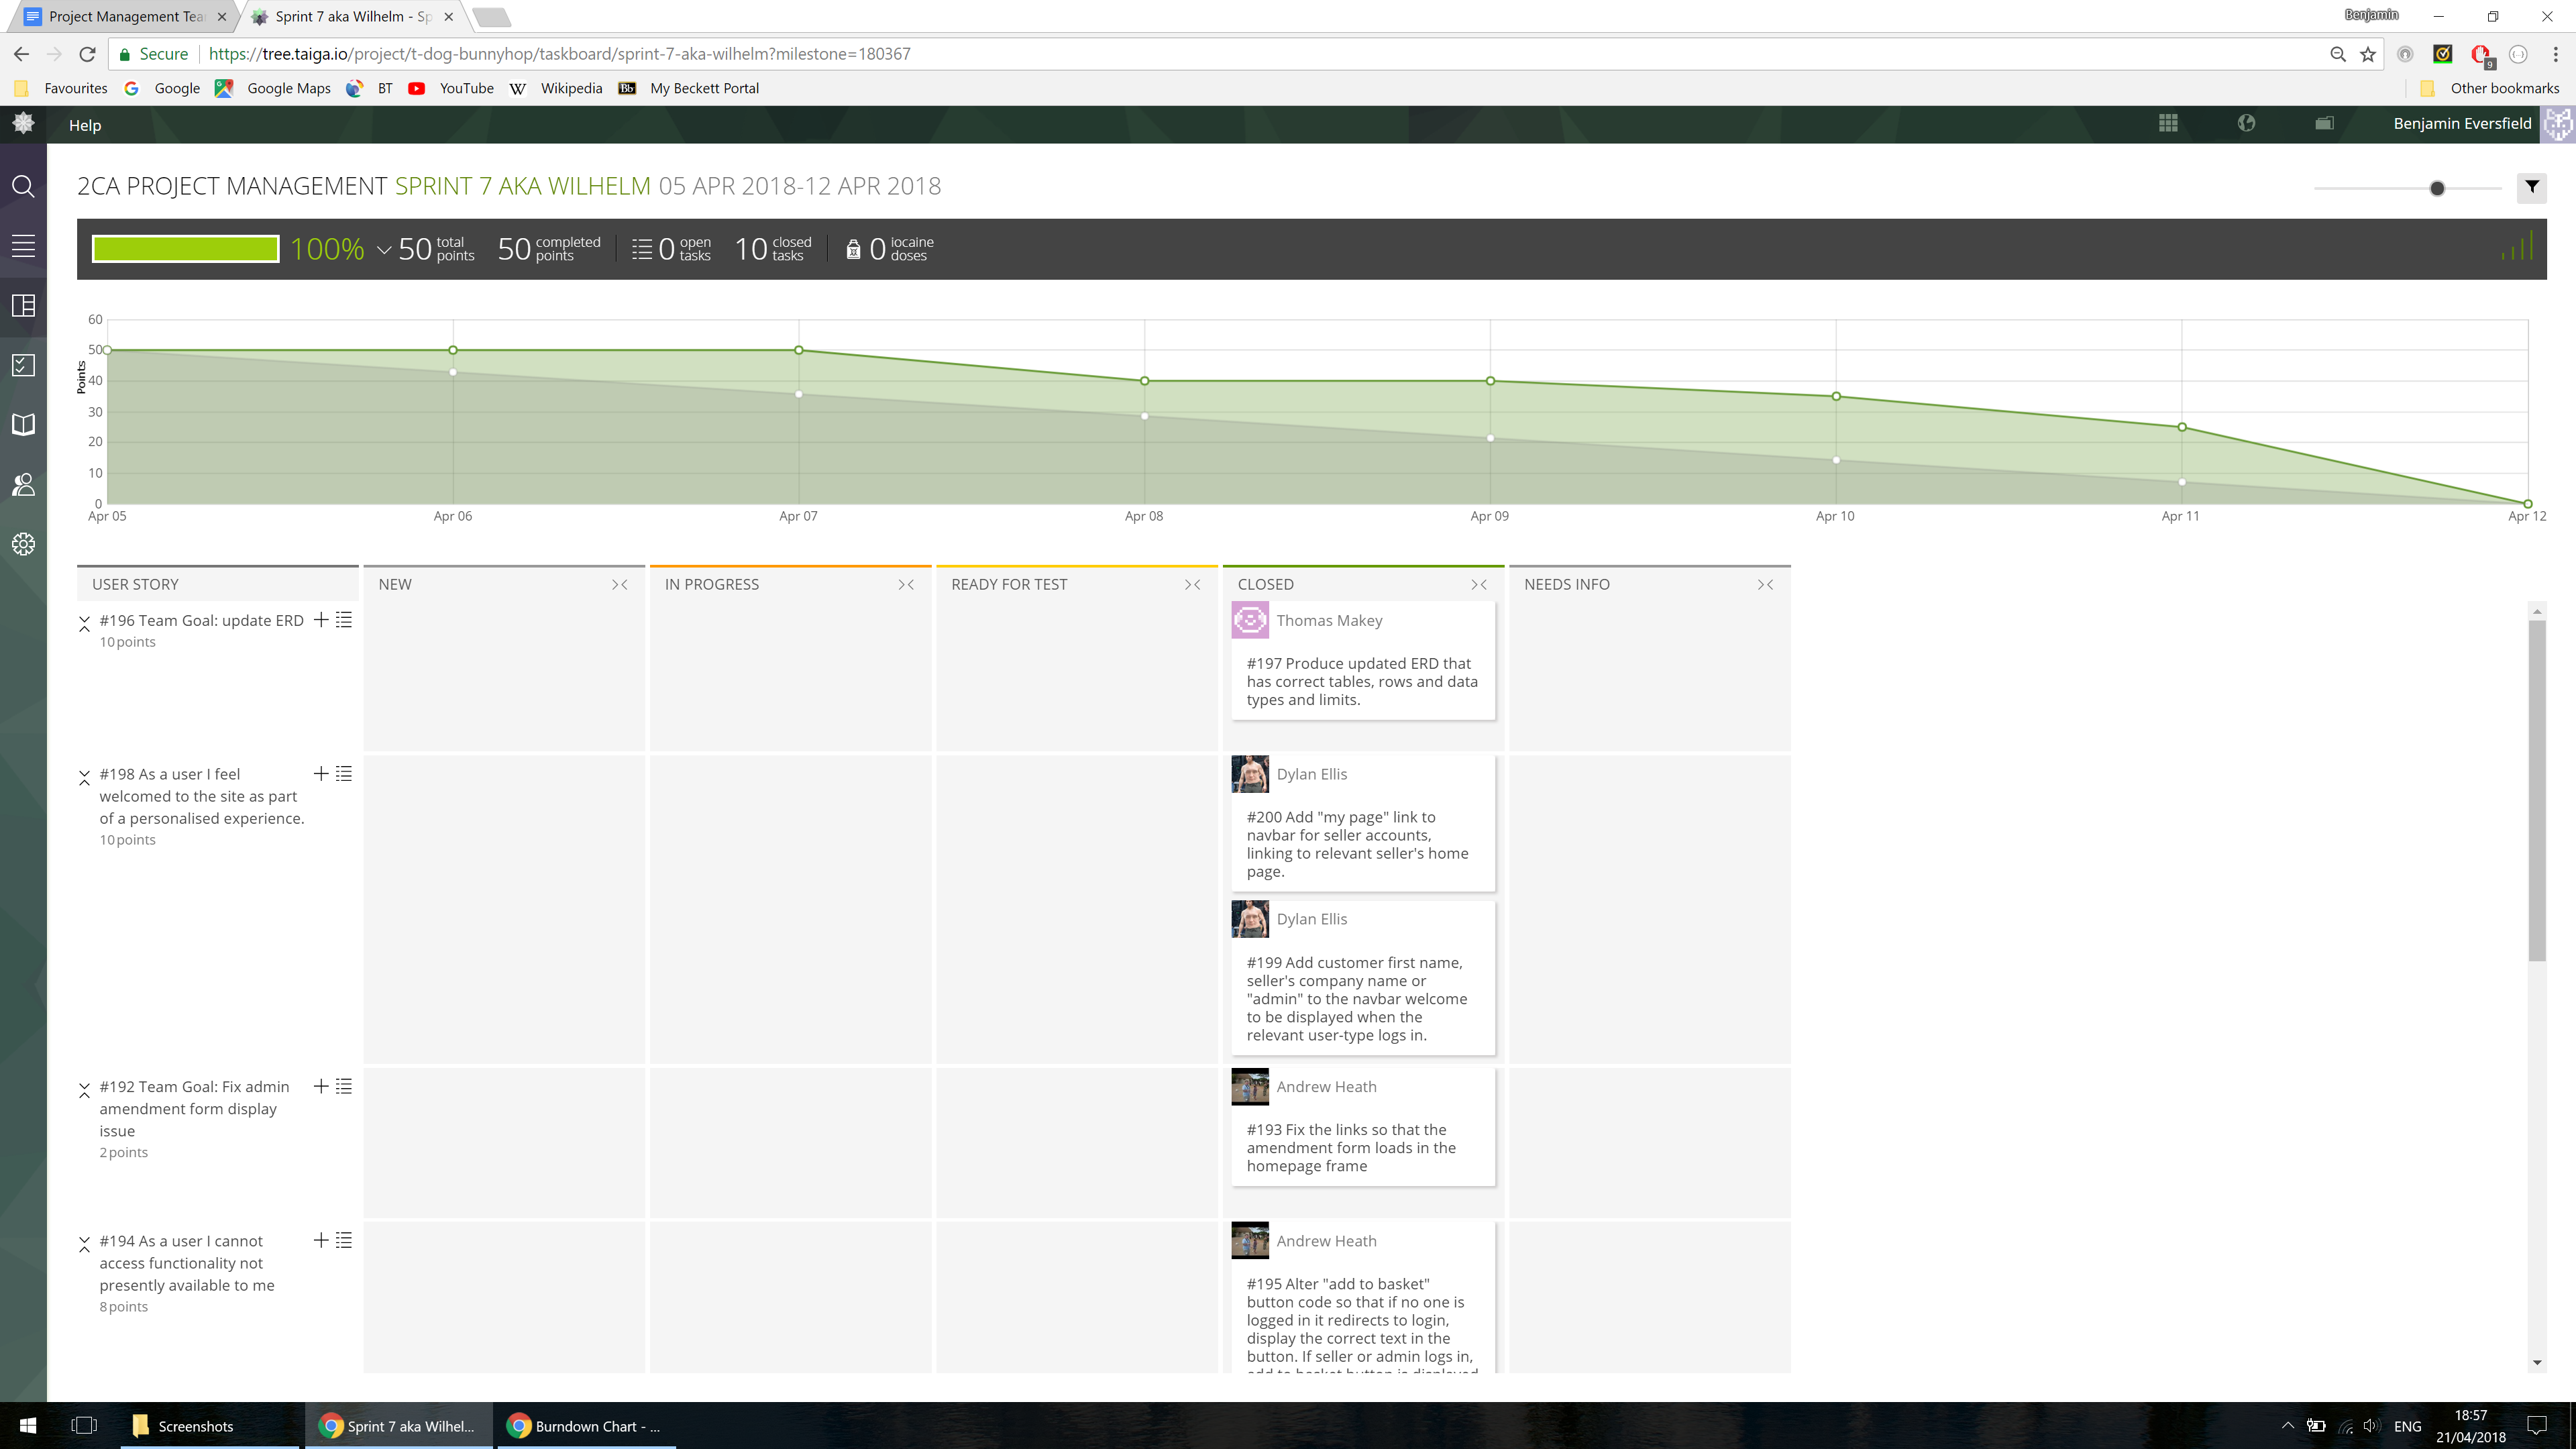 Project Management Tea
Sprint 7 aka Wilhelm - Sp
Benjamin
Secure
https://tree.taiga.io/project/t-dog-bunnyhop/taskboard/sprint-7-aka-wilhelm?milestone=180367
9
Favourites
Google
Google Maps
BT
YouTube
W Wikipedia
Bb My Beckett Portal
Other bookmarks
Help
Benjamin Eversfield
2CA PROJECT MANAGEMENT SPRINT 7 AKA WILHELM 05 APR 2018-12 APR 2018
100%
50 total points
50 completed points
0 open tasks
10 closed tasks
0 iocaine doses
Points
60
50
40
30
20
10
0
Apr 05
Apr 06
Apr 07
Apr 08
Apr 09
Apr 10
Apr 11
Apr 12
USER STORY
NEW
IN PROGRESS
READY FOR TEST
CLOSED
NEEDS INFO
#196 Team Goal: update ERD
10 points
Thomas Makey
#197 Produce updated ERD that
has correct tables, rows and data
types and limits.
#198 As a user I feel
welcomed to the site as part
of a personalised experience.
10 points
Dylan Ellis
#200 Add "my page" link to
navbar for seller accounts,
linking to relevant seller's home
page.
Dylan Ellis
#199 Add customer first name,
seller's company name or
"admin" to the navbar welcome
to be displayed when the
relevant user-type logs in.
#192 Team Goal: Fix admin
amendment form display
issue
2 points
Andrew Heath
#193 Fix the links so that the
amendment form loads in the
homepage frame
#194 As a user I cannot
access functionality not
presently available to me
8 points
Andrew Heath
#195 Alter "add to basket"
button code so that if no one is
logged in it redirects to login,
display the correct text in the
button. If seller or admin logs in,
add to basket button is displayed
Screenshots
Sprint 7 aka Wilhel...
Burndown Chart - ...
ENG
18:57
21/04/2018